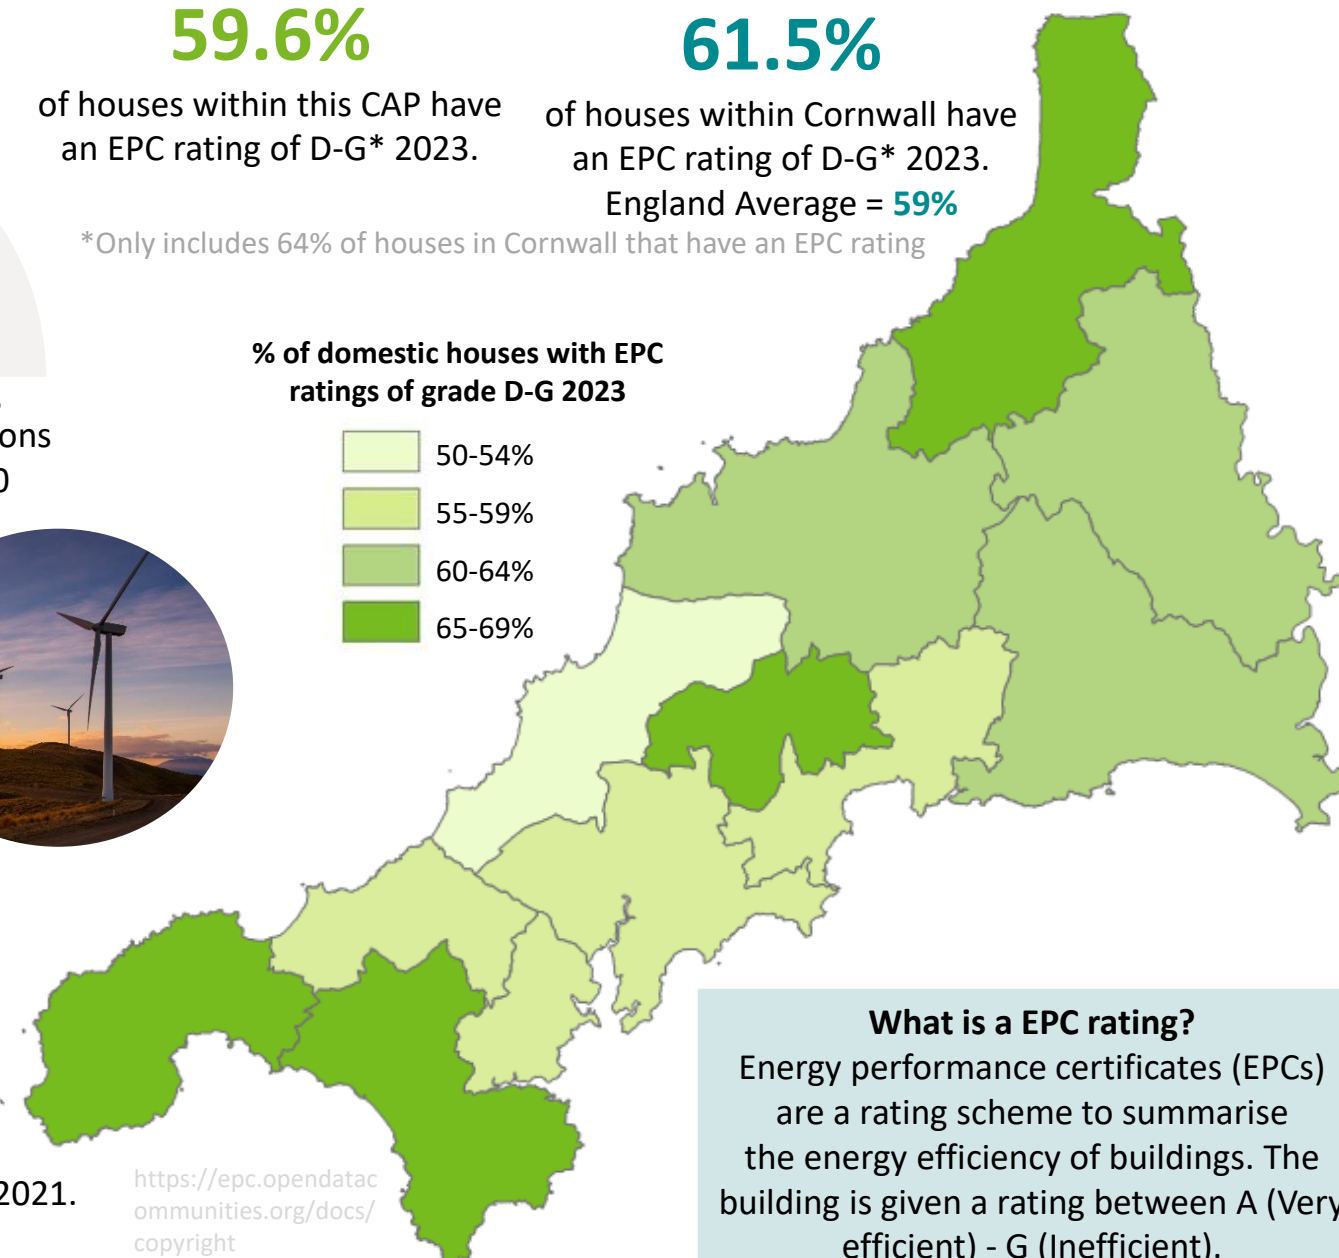 59.6%
of houses within this CAP have
an EPC rating of D-G* 2023.
61.5%
of houses within Cornwall have
an EPC rating of D-G* 2023.
England Average = 59%
*Only includes 64% of houses in Cornwall that have an EPC rating
ons
% of domestic houses with EPC
ratings of grade D-G 2023
50-54%
55-59%
60-64%
65-69%
2021.
https://epc.opendatac
ommunities.org/docs/
copyright
What is a EPC rating?
Energy performance certificates (EPCs)
are a rating scheme to summarise
the energy efficiency of buildings. The
building is given a rating between A (Very
efficient) - G (Inefficient).